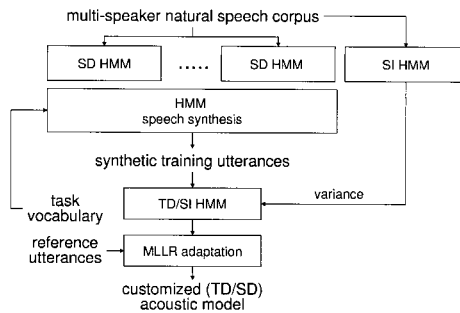 multi-speaker natural speech corpus
SD HMM ..... SD HMM SI HMM
HMM
speech synthesis
synthetic training utterances
variance
task
vocabulary
TD/SI HMM
reference
utterances
MLLR adaptation
customized (TD/SD)
acoustic model